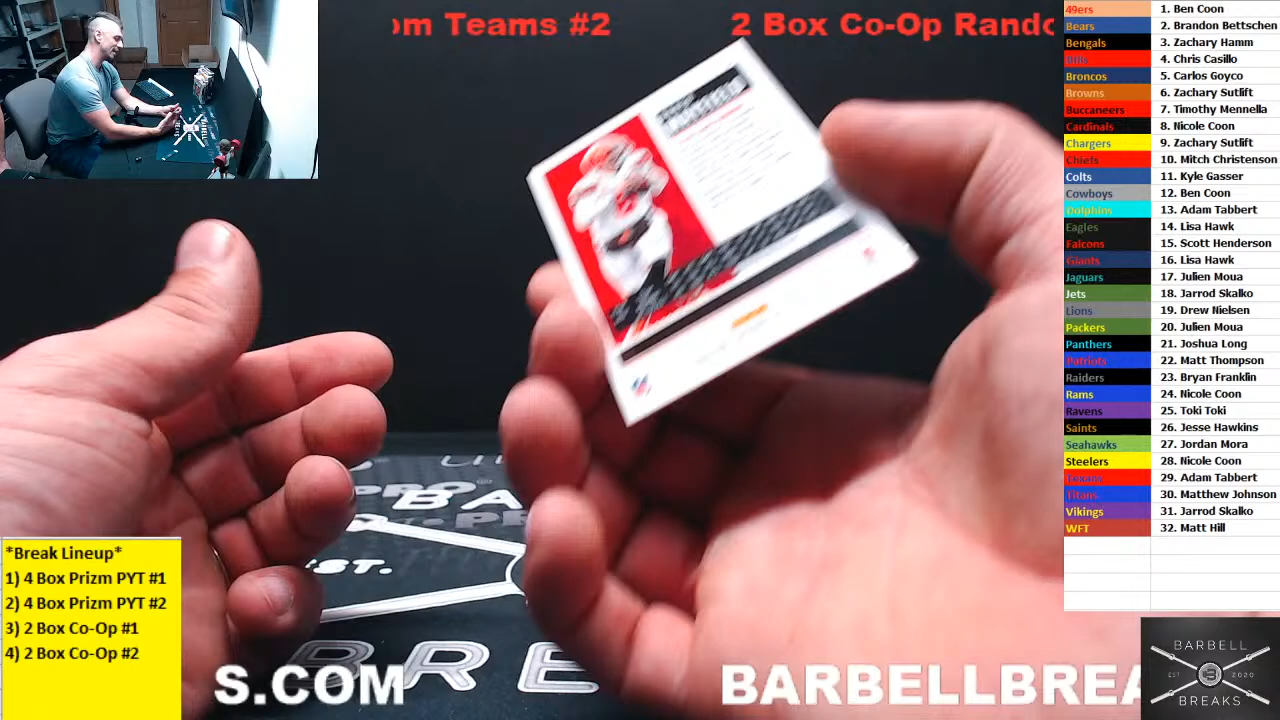 om Teams #2 2 Box Co-Op Rando
49ers 1. Ben Coon
Bears 2. Brandon Bettschen
Bengals 3. Zachary Hamm
Bills 4. Chris Casillo
Broncos 5. Carlos Goyco
Browns 6. Zachary Sutlift
Buccaneers 7. Timothy Mennella
Cardinals 8. Nicole Coon
Chargers 9. Zachary Sutlift
Chiefs 10. Mitch Christenson
Colts 11. Kyle Gasser
Cowboys 12. Ben Coon
Dolphins 13. Adam Tabbert
Eagles 14. Lisa Hawk
Falcons 15. Scott Henderson
Giants 16. Lisa Hawk
Jaguars 17. Julien Moua
Jets 18. Jarrod Skalko
Lions 19. Drew Nielsen
Packers 20. Julien Moua
Panthers 21. Joshua Long
Patriots 22. Matt Thompson
Raiders 23. Bryan Franklin
Rams 24. Nicole Coon
Ravens 25. Toki Toki
Saints 26. Jesse Hawkins
Seahawks 27. Jordan Mora
Steelers 28. Nicole Coon
Texans 29. Adam Tabbert
Titans 30. Matthew Johnson
Vikings 31. Jarrod Skalko
WFT 32. Matt Hill
*Break Lineup*
1) 4 Box Prizm PYT #1
2) 4 Box Prizm PYT #2
3) 2 Box Co-Op #1
4) 2 Box Co-Op #2
BA
EST.
BRE
S.COM BARBELLBREA
BARBELL
EST 2020
B
BREAKS